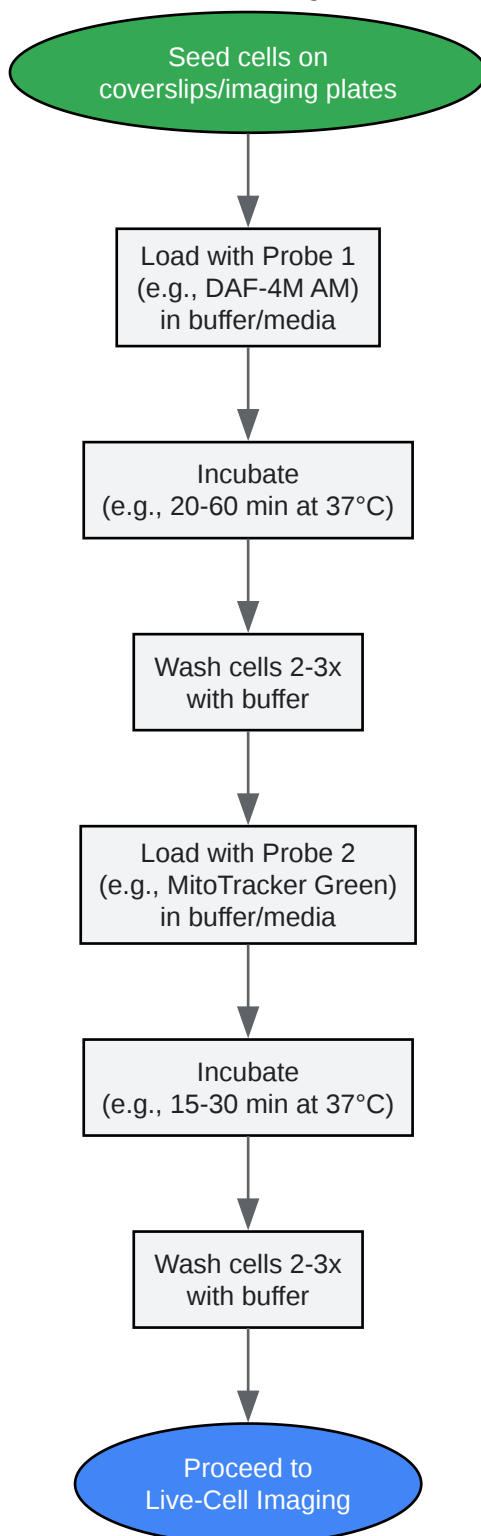 Seed cells on
coverslips/imaging plates
Load with Probe 1
(e.g., DAF-4M AM)
in buffer/media
Incubate
(e.g., 20-60 min at 37°C)
Wash cells 2-3x
with buffer
Load with Probe 2
(e.g., MitoTracker Green)
in buffer/media
Incubate
(e.g., 15-30 min at 37°C)
Wash cells 2-3x
with buffer
Proceed to
Live-Cell Imaging